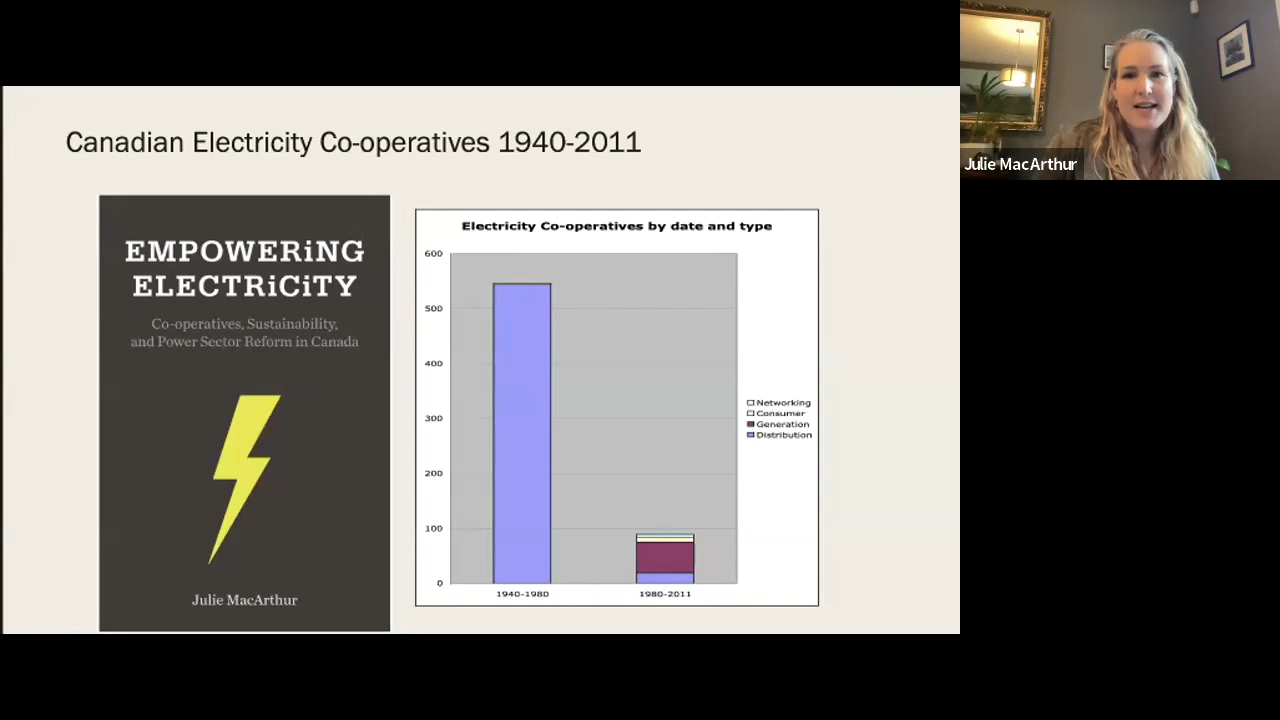 Canadian Electricity Co-operatives 1940-2011
EMPOWERiNG
ELECTRiCiTY
Co-operatives, Sustainability,
and Power Sector Reform in Canada
Julie MacArthur
Electricity Co-operatives by date and type
600
500
400
300
200
100
0
1940-1980
1980-2011
Networking
Consumer
Generation
Distribution
Julie MacArthur